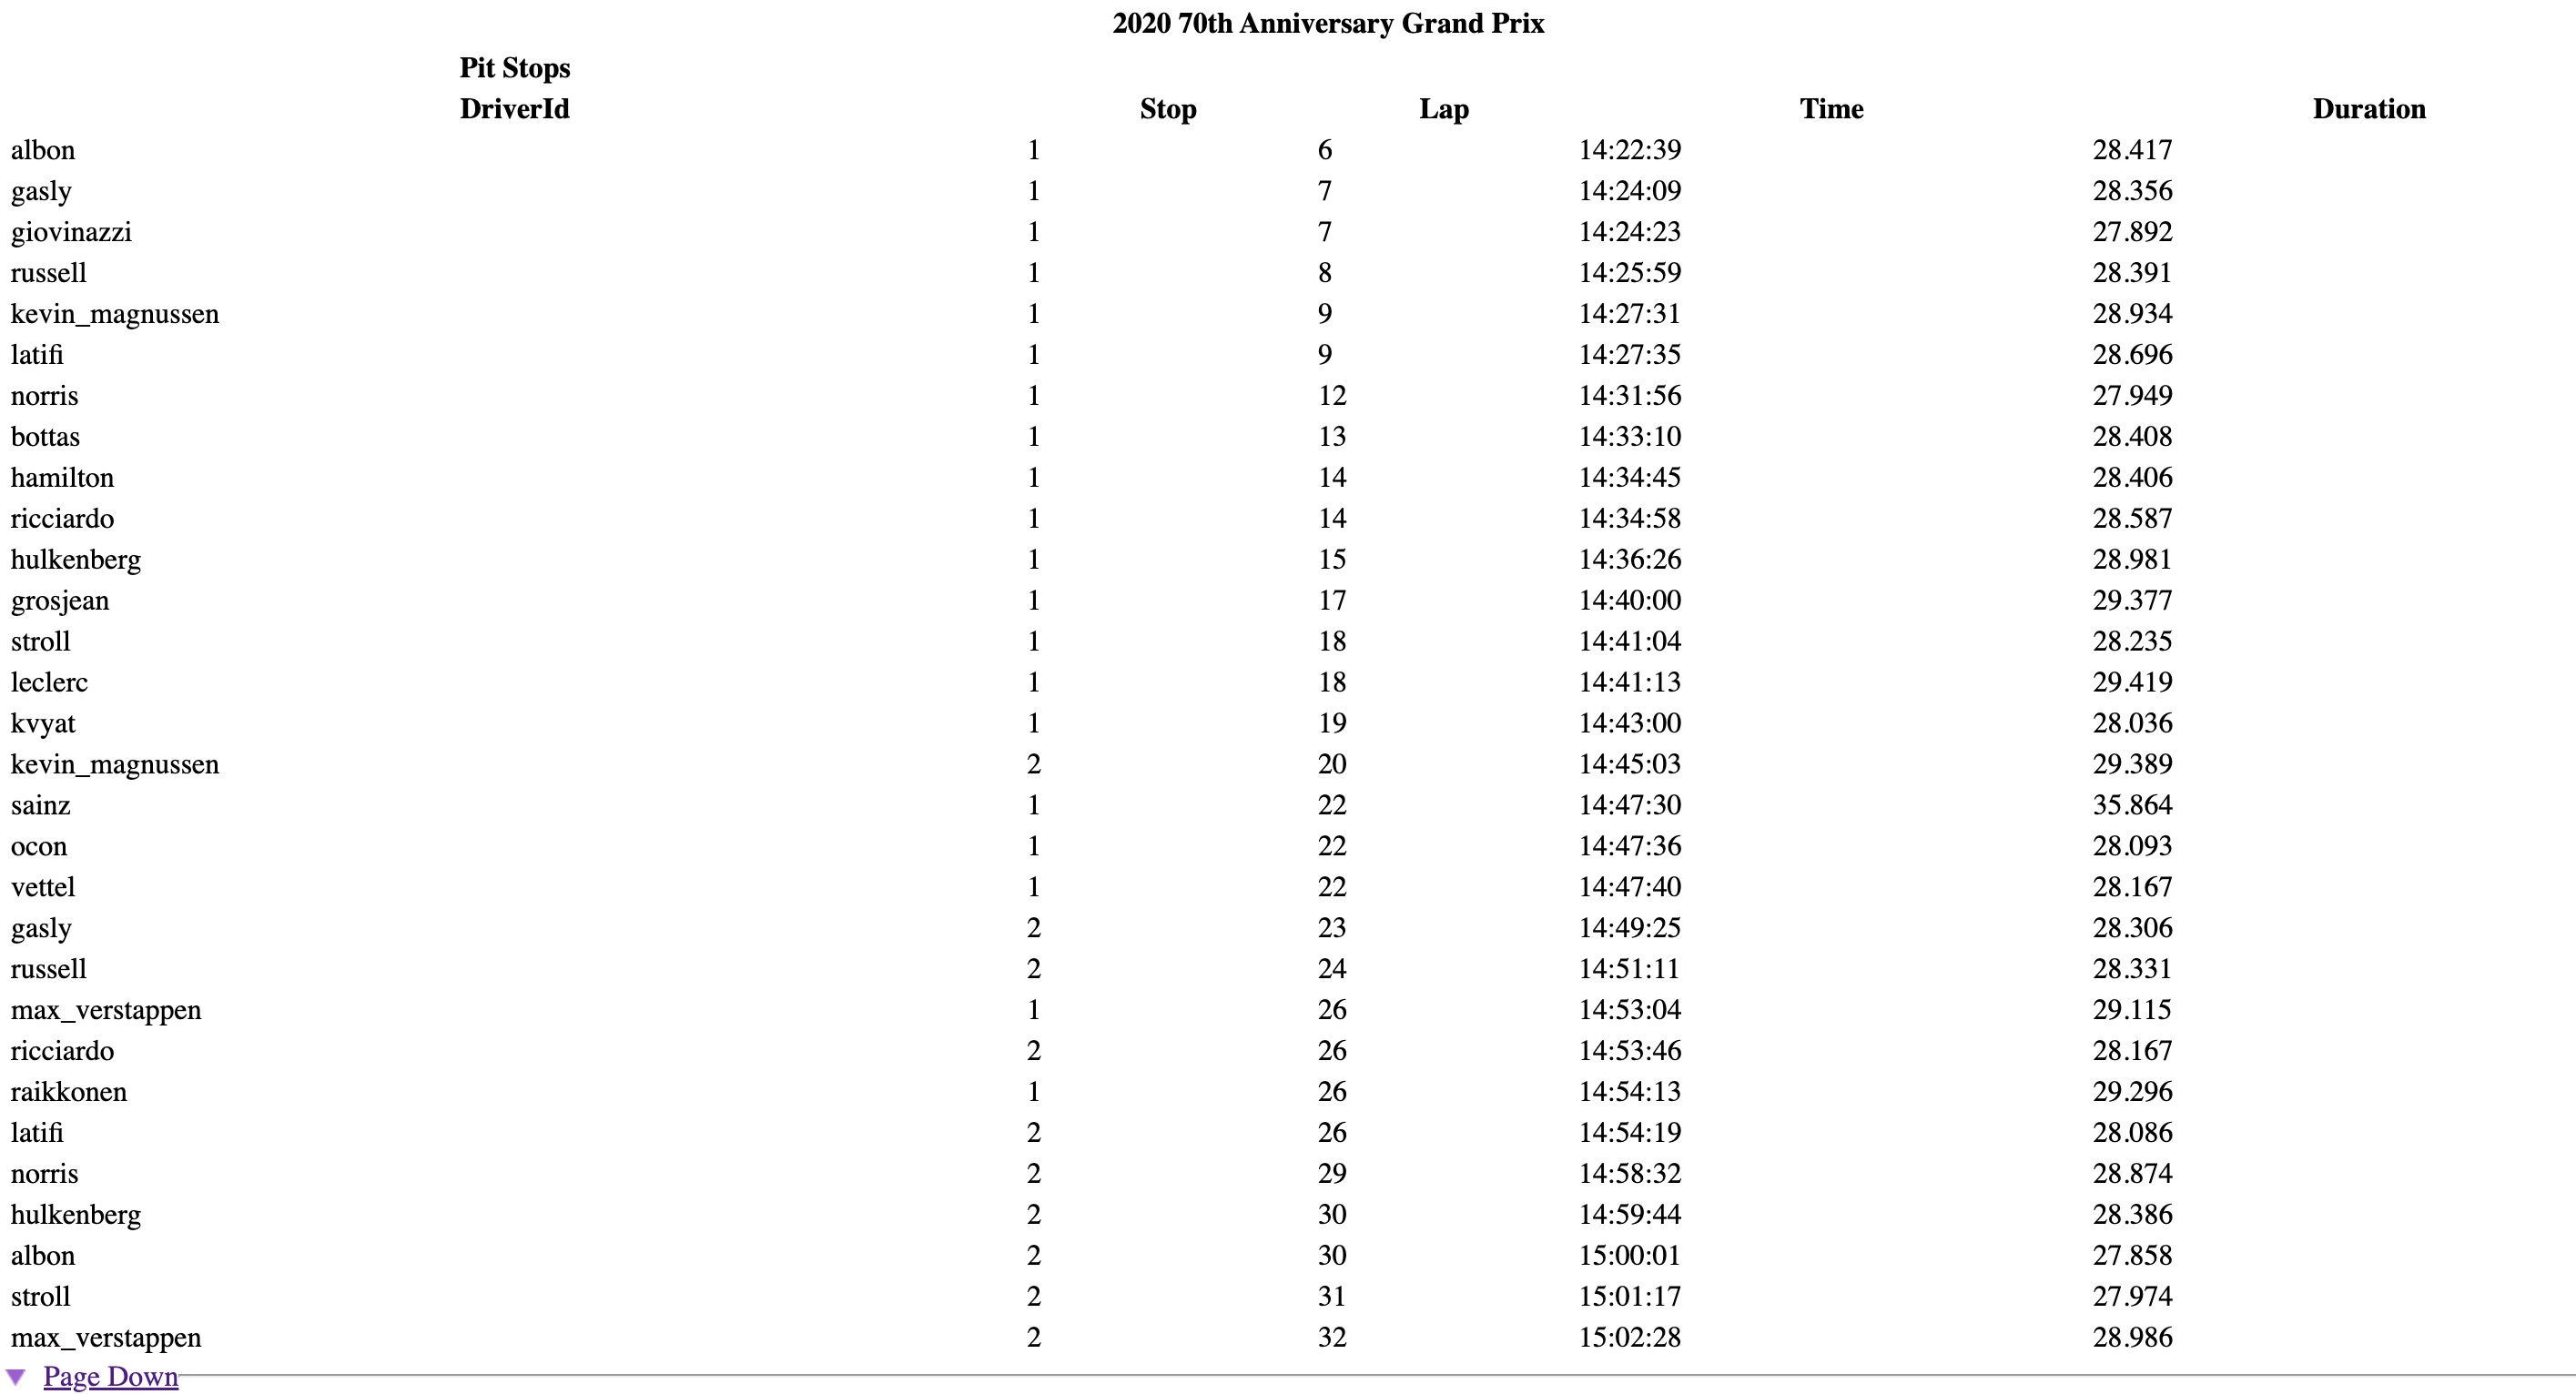 2020 70th Anniversary Grand Prix
Pit Stops
DriverId Stop Lap Time Duration
albon 1 6 14:22:39 28.417
gasly 1 7 14:24:09 28.356
giovinazzi 1 7 14:24:23 27.892
russell 1 8 14:25:59 28.391
kevin_magnussen 1 9 14:27:31 28.934
latifi 1 9 14:27:35 28.696
norris 1 12 14:31:56 27.949
bottas 1 13 14:33:10 28.408
hamilton 1 14 14:34:45 28.406
ricciardo 1 14 14:34:58 28.587
hulkenberg 1 15 14:36:26 28.981
grosjean 1 17 14:40:00 29.377
stroll 1 18 14:41:04 28.235
leclerc 1 18 14:41:13 29.419
kvyat 1 19 14:43:00 28.036
kevin_magnussen 2 20 14:45:03 29.389
sainz 1 22 14:47:30 35.864
ocon 1 22 14:47:36 28.093
vettel 1 22 14:47:40 28.167
gasly 2 23 14:49:25 28.306
russell 2 24 14:51:11 28.331
max_verstappen 1 26 14:53:04 29.115
ricciardo 2 26 14:53:46 28.167
raikkonen 1 26 14:54:13 29.296
latifi 2 26 14:54:19 28.086
norris 2 29 14:58:32 28.874
hulkenberg 2 30 14:59:44 28.386
albon 2 30 15:00:01 27.858
stroll 2 31 15:01:17 27.974
max_verstappen 2 32 15:02:28 28.986
Page Down